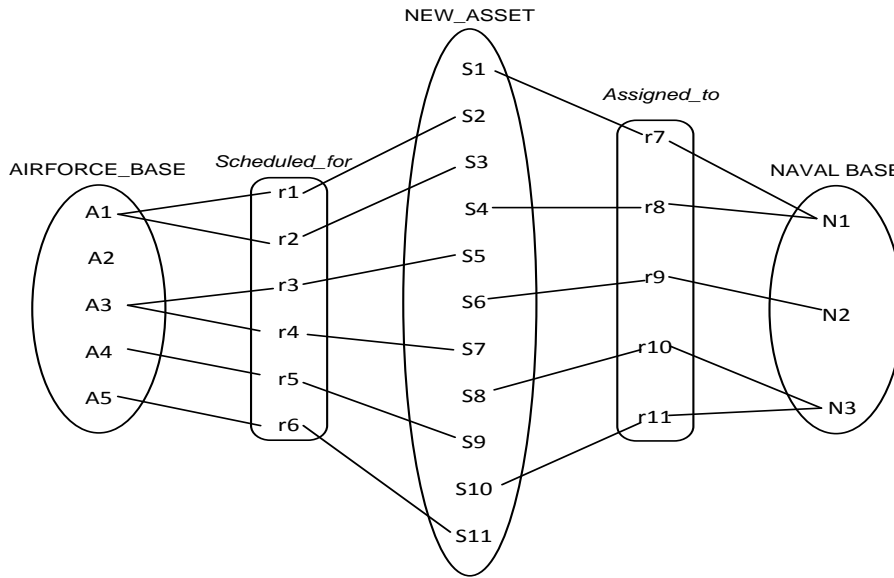 NEW_ASSET
S1
S2
S3
S4
S5
S6
S7
S8
S9
S10
S11
AIRFORCE_BASE
A1
A2
A3
A4
A5
Scheduled_for
r1
r2
r3
r4
r5
r6
Assigned_to
r7
r8
r9
r10
r11
NAVAL BASE
N1
N2
N3